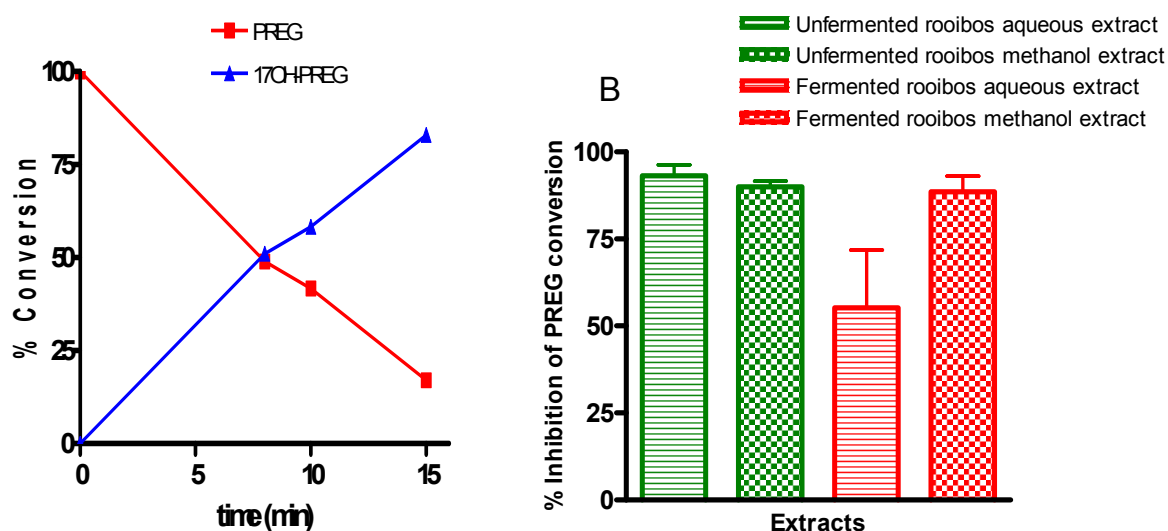 PREG
17OH-PREG
100
75
50
25
0
% Conversion
0 5 10 15
time (min)
Unfermented rooibos aqueous extract
Unfermented rooibos methanol extract
Fermented rooibos aqueous extract
Fermented rooibos methanol extract
B
100
75
50
25
0
% Inhibition of PREG conversion
Extracts